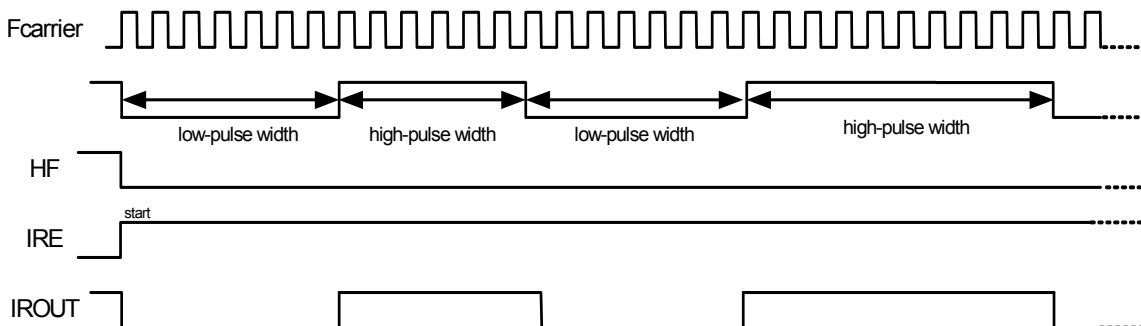 Fcarrier
low-pulse width high-pulse width low-pulse width high-pulse width
HF
start
IRE
IROUT